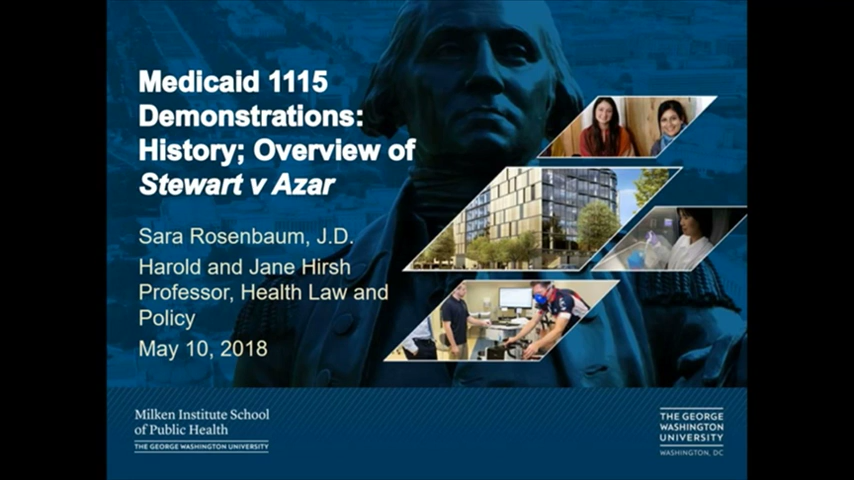 Medicaid 1115
Demonstrations:
History; Overview of
Stewart v Azar
Sara Rosenbaum, J.D.
Harold and Jane Hirsh
Professor, Health Law and
Policy
May 10, 2018
Milken Institute School
of Public Health
THE GEORGE WASHINGTON UNIVERSITY
THE GEORGE
WASHINGTON
UNIVERSITY
WASHINGTON, DC